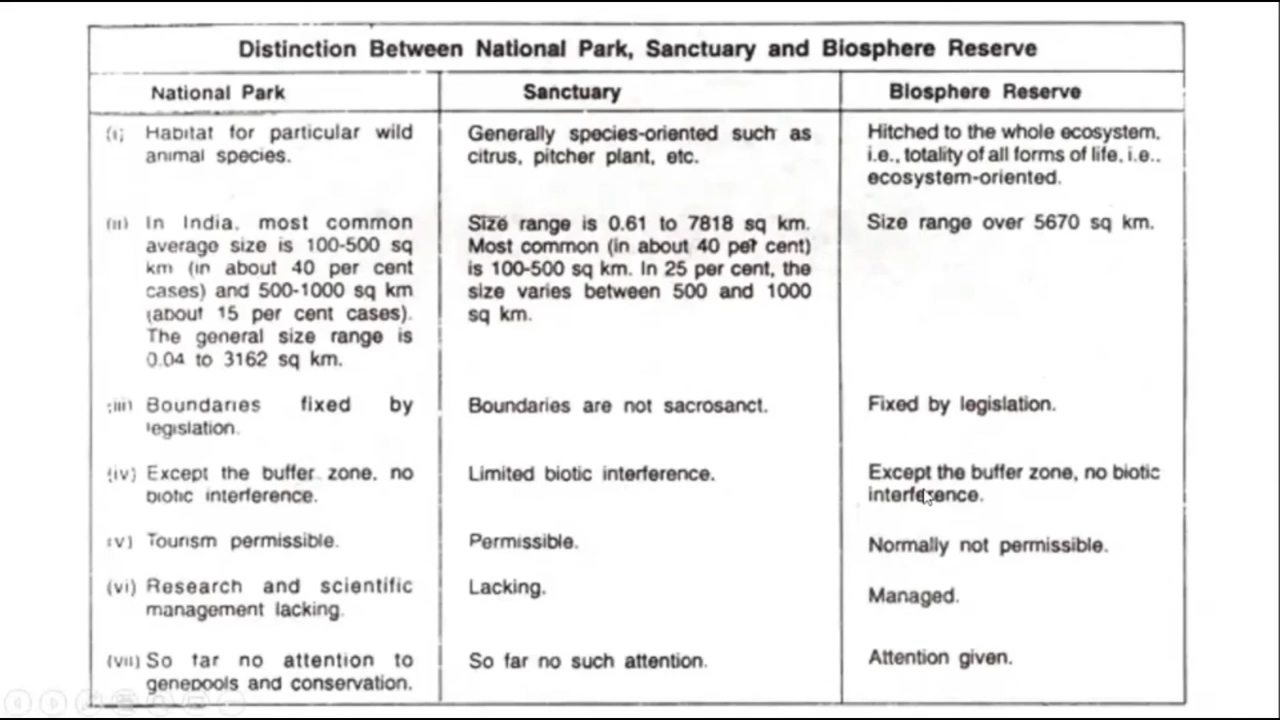 Distinction Between National Park, Sanctuary and Biosphere Reserve
National Park
Sanctuary
Biosphere Reserve
(i) Habitat for particular wild
animal species.
Generally species-oriented such as
citrus, pitcher plant, etc.
Hitched to the whole ecosystem,
i.e., totality of all forms of life, i.e.,
ecosystem-oriented.
(ii) In India, most common
average size is 100-500 sq
km (in about 40 per cent
cases) and 500-1000 sq km
(about 15 per cent cases).
The general size range is
0.04 to 3162 sq km.
Size range is 0.61 to 7818 sq km.
Most common (in about 40 per cent)
is 100-500 sq km. In 25 per cent, the
size varies between 500 and 1000
sq km.
Size range over 5670 sq km.
(iii) Boundaries fixed by
legislation.
Boundaries are not sacrosanct.
Fixed by legislation.
(iv) Except the buffer zone, no
biotic interference.
Limited biotic interference.
Except the buffer zone, no biotic
interference.
(v) Tourism permissible.
Permissible.
Normally not permissible.
(vi) Research and scientific
management lacking.
Lacking.
Managed.
(vii) So far no attention to
genepools and conservation.
So far no such attention.
Attention given.